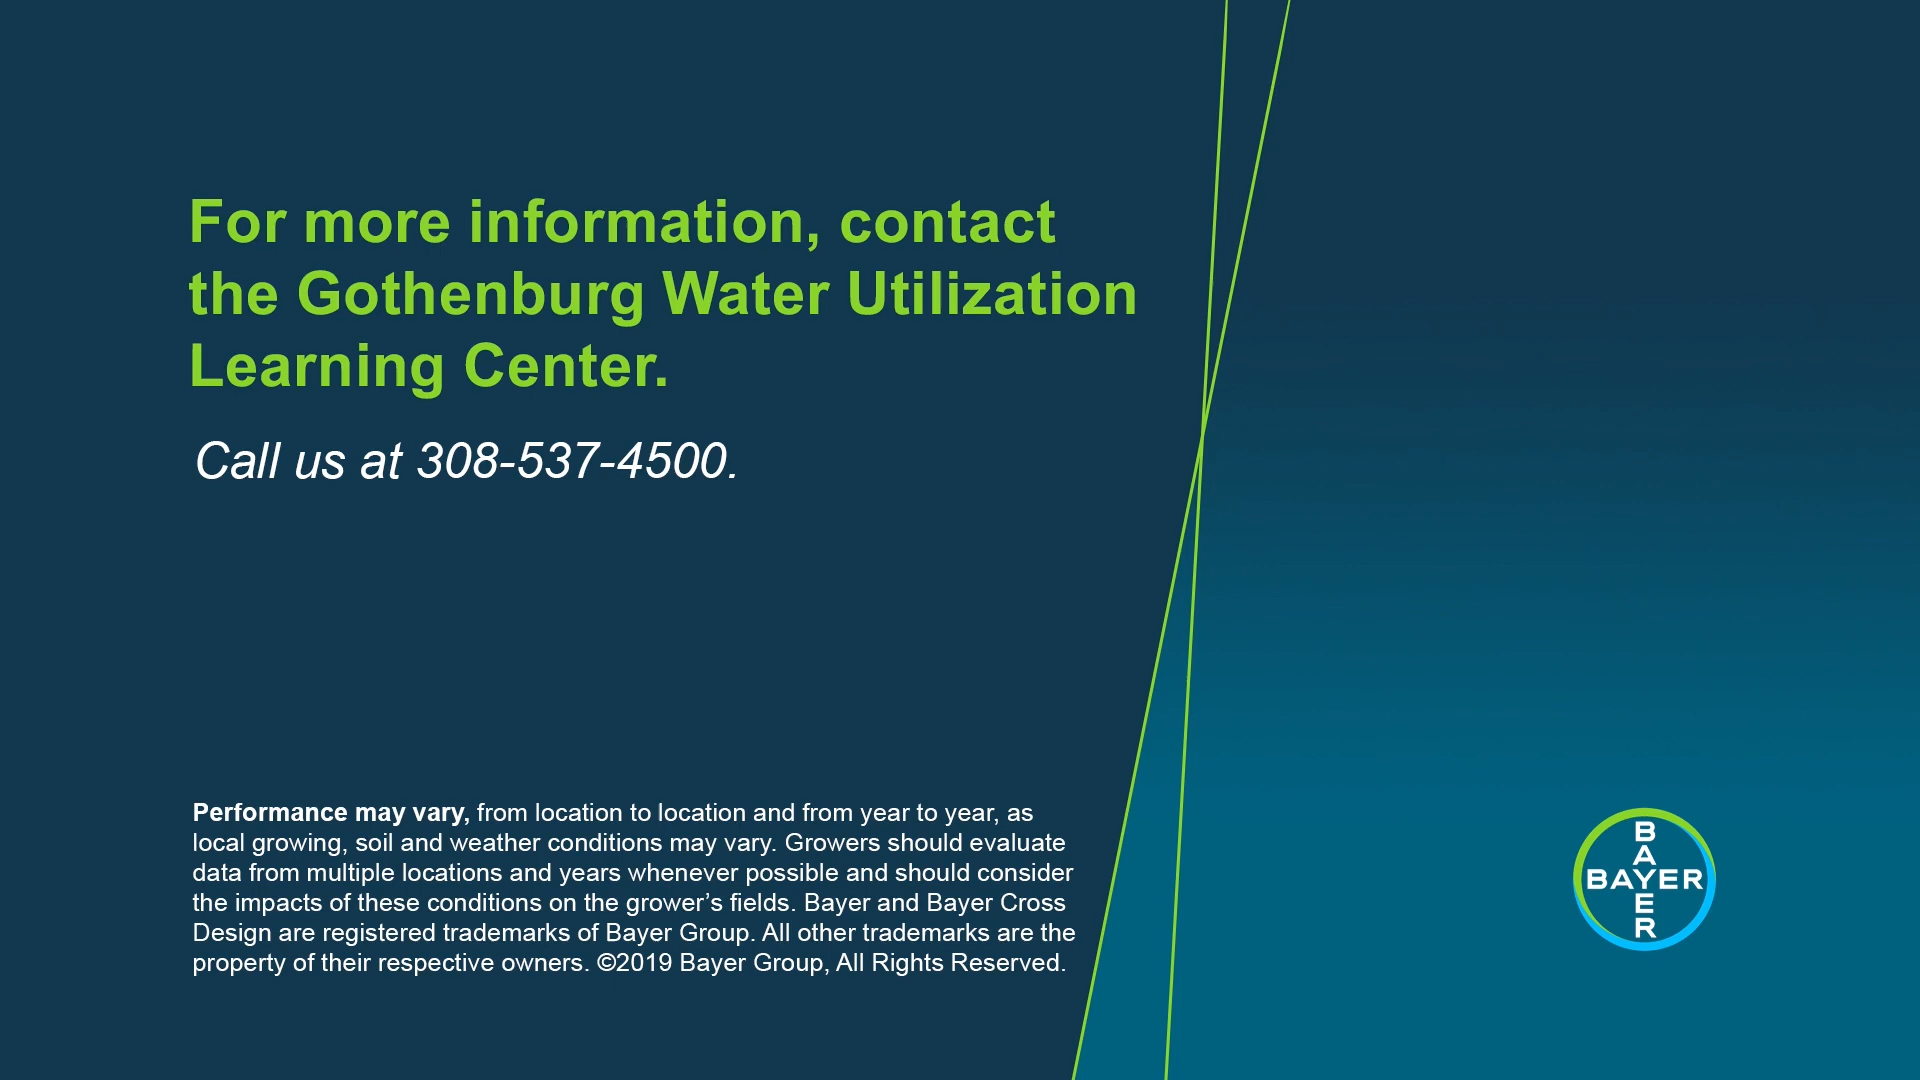 For more information, contact
the Gothenburg Water Utilization
Learning Center.
Call us at 308-537-4500.
Performance may vary, from location to location and from year to year, as
local growing, soil and weather conditions may vary. Growers should evaluate
data from multiple locations and years whenever possible and should consider
the impacts of these conditions on the grower’s fields. Bayer and Bayer Cross
Design are registered trademarks of Bayer Group. All other trademarks are the
property of their respective owners. ©2019 Bayer Group, All Rights Reserved.
BAYER
BAYER